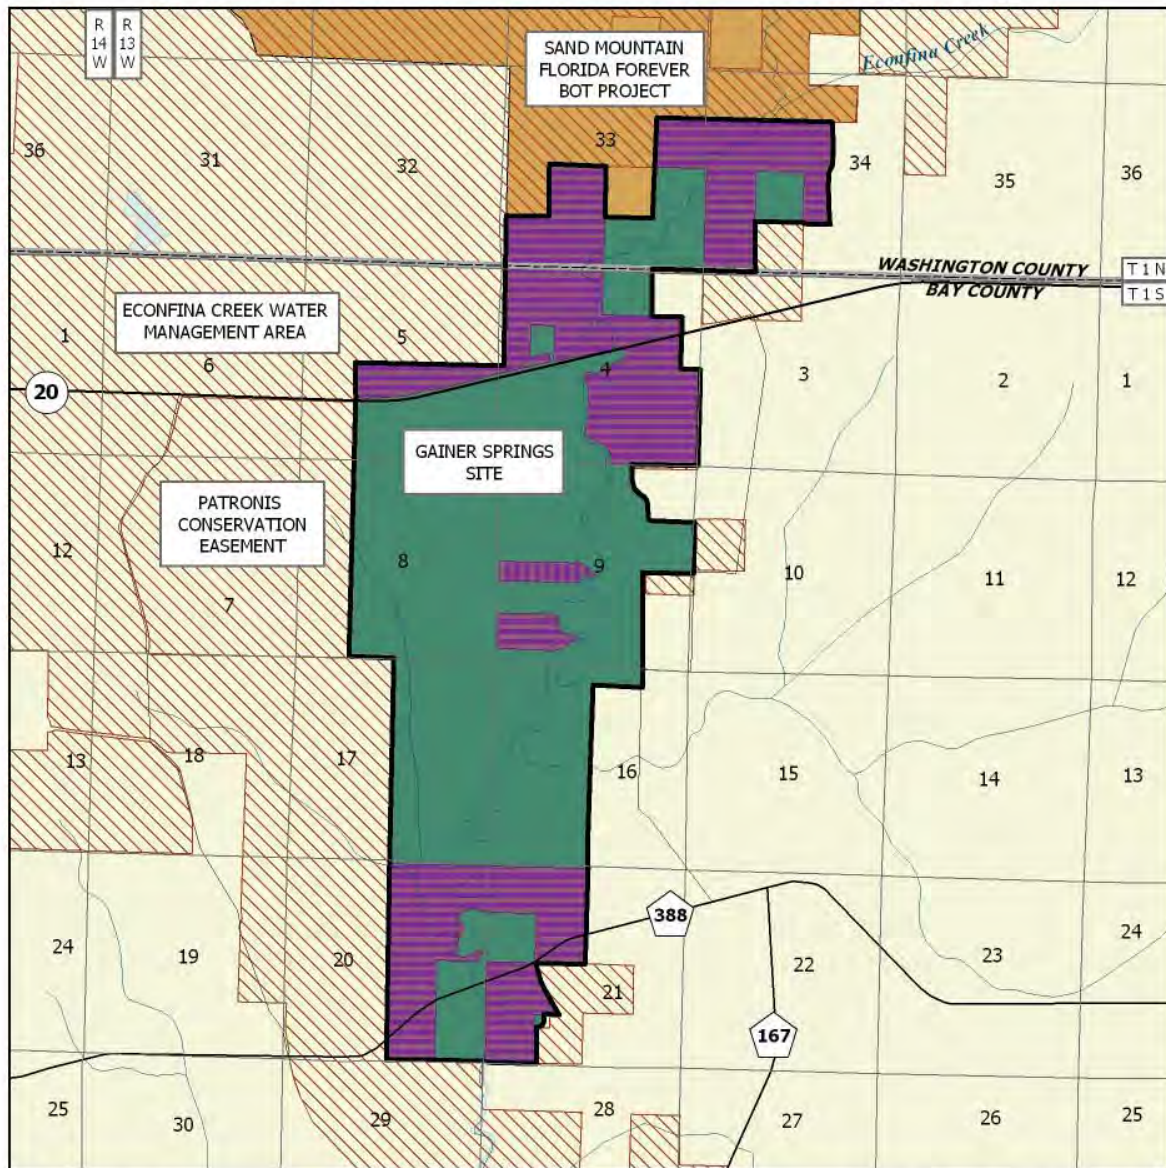 R
14
W
R
13
W
SAND MOUNTAIN
FLORIDA FOREVER
BOT PROJECT
Econfina Creek
36
31
32
33
34
35
36
WASHINGTON COUNTY
BAY COUNTY
T 1 N
T 1 S
ECONFINA CREEK WATER
MANAGEMENT AREA
1
6
5
4
3
2
1
20
GAINER SPRINGS
SITE
PATRONIS
CONSERVATION
EASEMENT
12
7
8
9
10
11
12
13
18
17
16
15
14
13
388
24
19
20
21
22
23
24
167
25
30
29
28
27
26
25